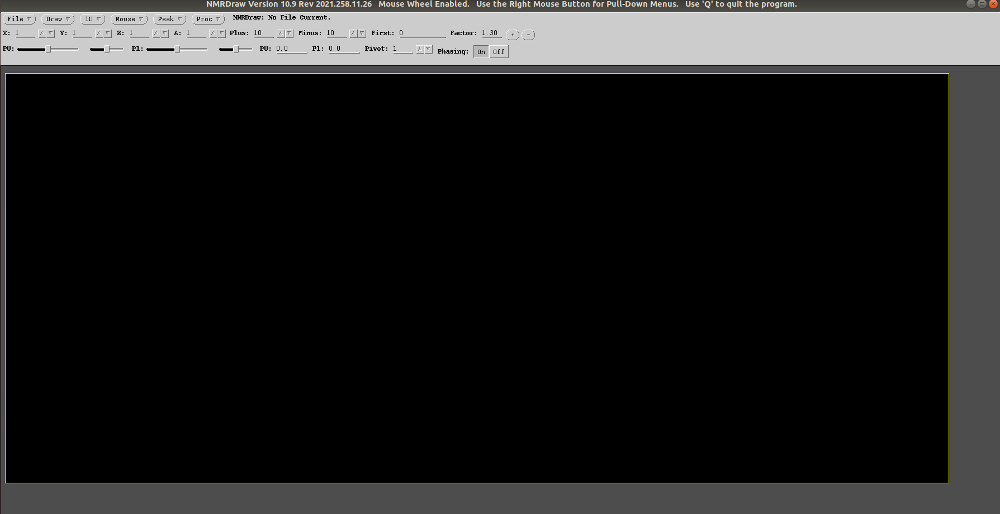 NMRDraw Version 10.9 Rev 2021.258.11.26   Mouse Wheel Enabled.   Use the Right Mouse Button for Pull-Down Menus.   Use 'Q' to quit the program.
File Draw 1D Mouse Peak Proc NMRDraw: No File Current.
X: 1 Y: 1 Z: 1 A: 1 Plus: 10 Minus: 10 First: 0 Factor: 1.30 + -
P0: P1: P0: 0.0 P1: 0.0 Pivot: 1 Phasing: On Off